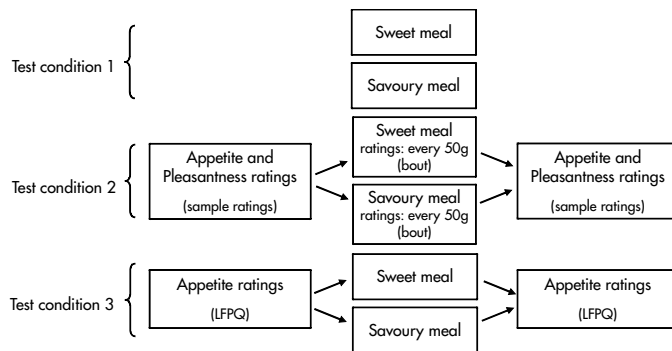 Test condition 1
Sweet meal
Savoury meal
Test condition 2
Appetite and
Pleasantness ratings
(sample ratings)
Sweet meal
ratings: every 50g
(bout)
Savoury meal
ratings: every 50g
(bout)
Appetite and
Pleasantness ratings
(sample ratings)
Test condition 3
Appetite ratings
(LFPQ)
Sweet meal
Savoury meal
Appetite ratings
(LFPQ)